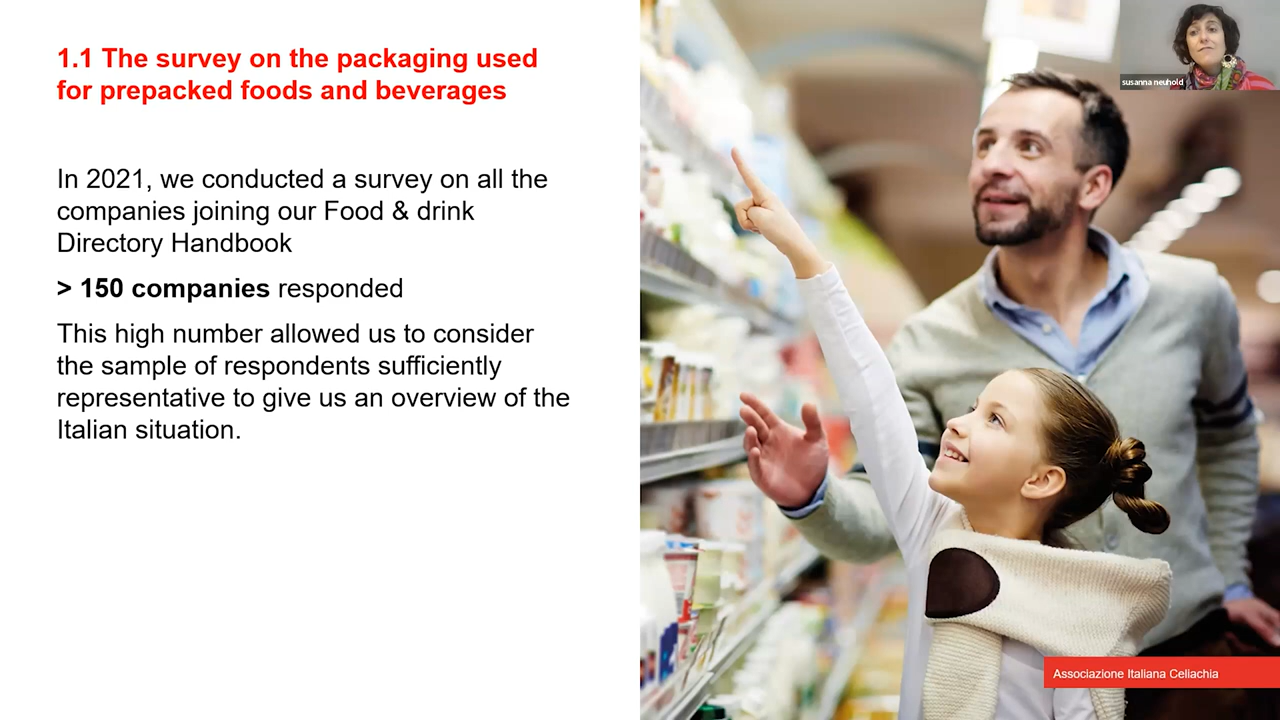 1.1 The survey on the packaging used
for prepacked foods and beverages
In 2021, we conducted a survey on all the
companies joining our Food & drink
Directory Handbook
> 150 companies responded
This high number allowed us to consider
the sample of respondents sufficiently
representative to give us an overview of the
Italian situation.
susanna neuhold
Associazione Italiana Celiachia